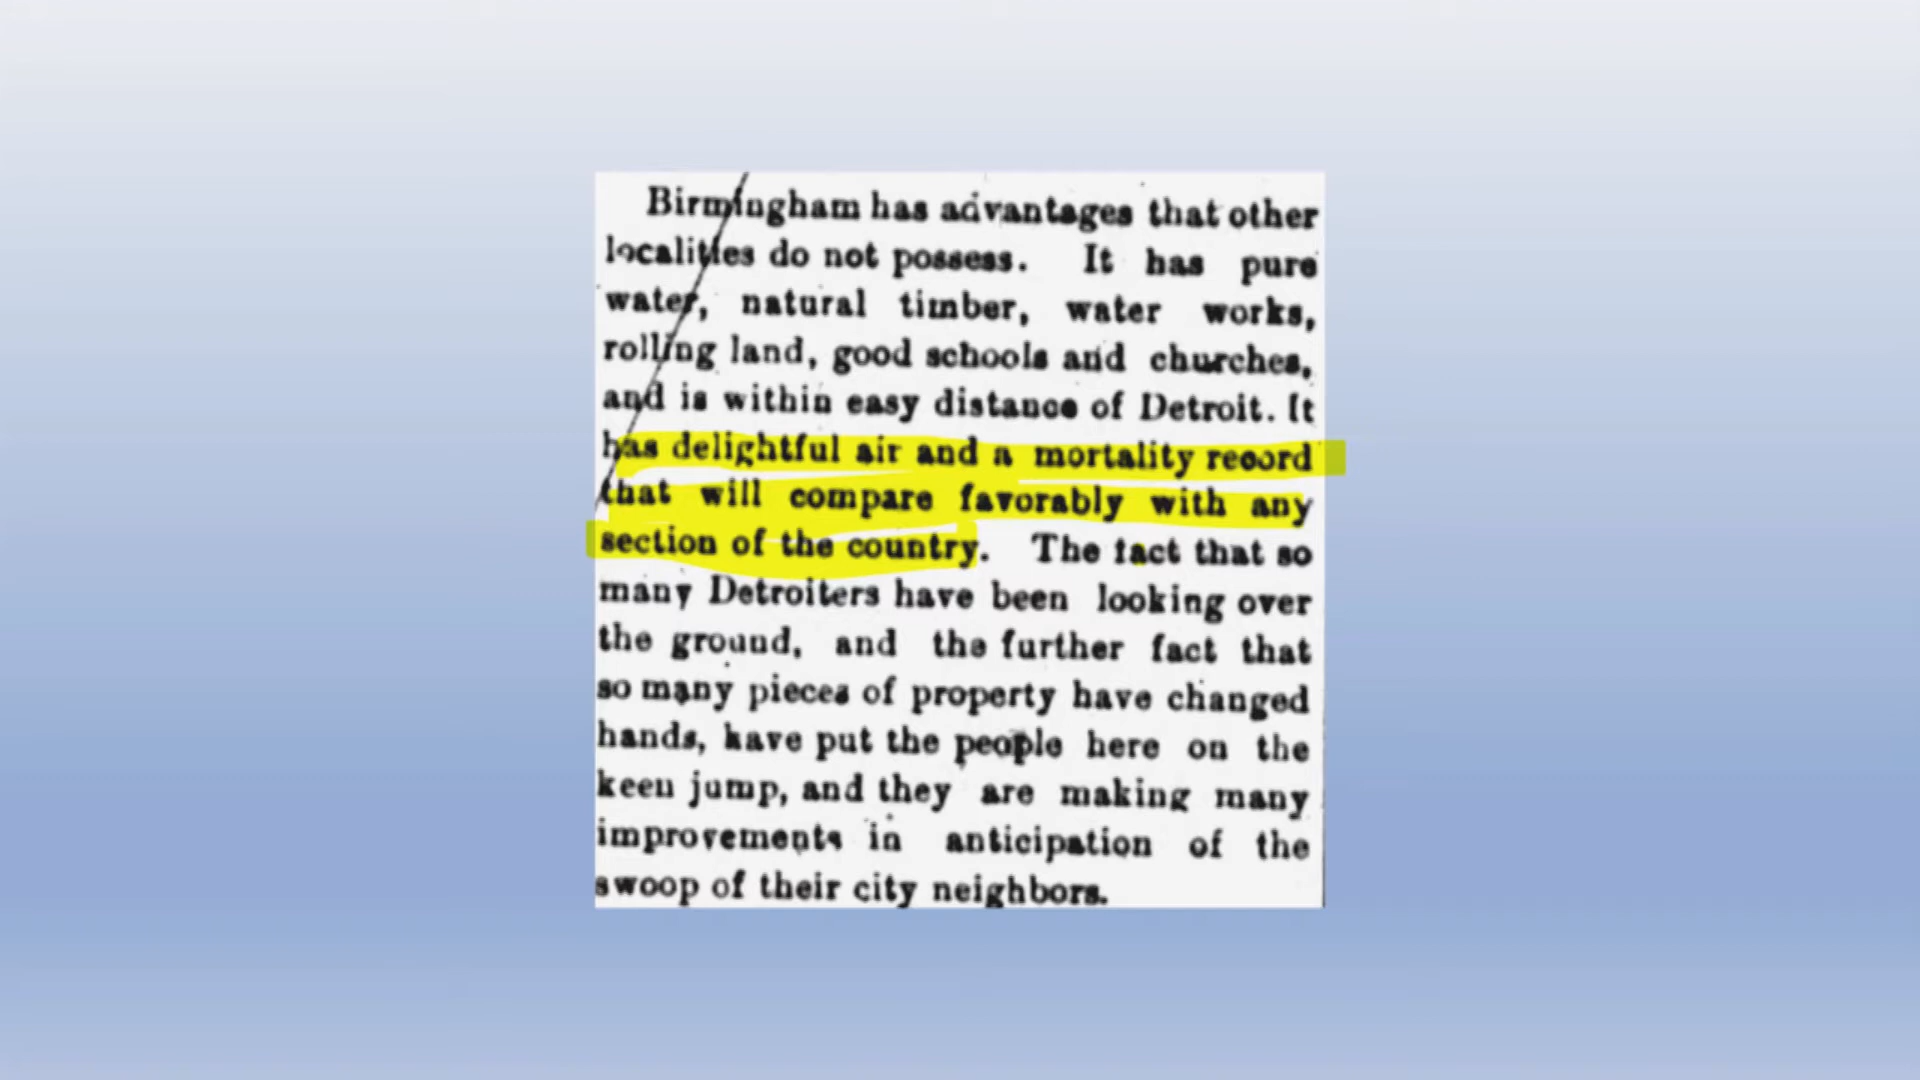 Birmingham has advantages that other
localities do not possess. It has pure
water, natural timber, water works,
rolling land, good schools and churches,
and is within easy distance of Detroit. It
has delightful air and a mortality record
that will compare favorably with any
section of the country. The fact that so
many Detroiters have been looking over
the ground, and the further fact that
so many pieces of property have changed
hands, have put the people here on the
keen jump, and they are making many
improvements in anticipation of the
swoop of their city neighbors.